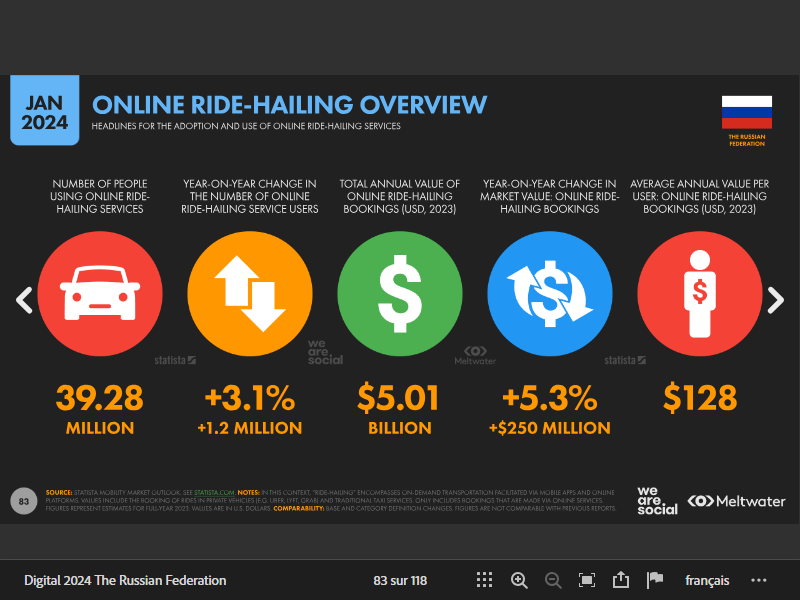 JAN
2024
ONLINE RIDE-HAILING OVERVIEW
HEADLINES FOR THE ADOPTION AND USE OF ONLINE RIDE-HAILING SERVICES
THE RUSSIAN
FEDERATION
NUMBER OF PEOPLE
USING ONLINE RIDE-
HAILING SERVICES
YEAR-ON-YEAR CHANGE IN
THE NUMBER OF ONLINE
RIDE-HAILING SERVICE USERS
TOTAL ANNUAL VALUE OF
ONLINE RIDE-HAILING
BOOKINGS (USD, 2023)
YEAR-ON-YEAR CHANGE IN
MARKET VALUE: ONLINE RIDE-
HAILING BOOKINGS
AVERAGE ANNUAL VALUE PER
USER: ONLINE RIDE-HAILING
BOOKINGS (USD, 2023)
$
$
$
statista
we
are.
social
Meltwater
statista
39.28
MILLION
+3.1%
+1.2 MILLION
$5.01
BILLION
+5.3%
+$250 MILLION
$128
83
SOURCE: STATISTA MOBILITY MARKET OUTLOOK. SEE STATISTA.COM. NOTES: IN THIS CONTEXT, "RIDE-HAILING" ENCOMPASSES ON-DEMAND TRANSPORTATION FACILITATED VIA MOBILE APPS AND ONLINE
PLATFORMS. VALUES INCLUDE THE BOOKING OF RIDES IN PRIVATE VEHICLES (E.G. UBER, LYFT, GRAB) AND TRADITIONAL TAXI SERVICES. ONLY INCLUDES BOOKINGS THAT ARE MADE VIA ONLINE SERVICES.
FIGURES REPRESENT ESTIMATES FOR FULL-YEAR 2023. VALUES ARE IN U.S. DOLLARS. COMPARABILITY: BASE AND CATEGORY DEFINITION CHANGES. FIGURES ARE NOT COMPARABLE WITH PREVIOUS REPORTS.
we
are.
social
Meltwater
Digital 2024 The Russian Federation
83 sur 118
français